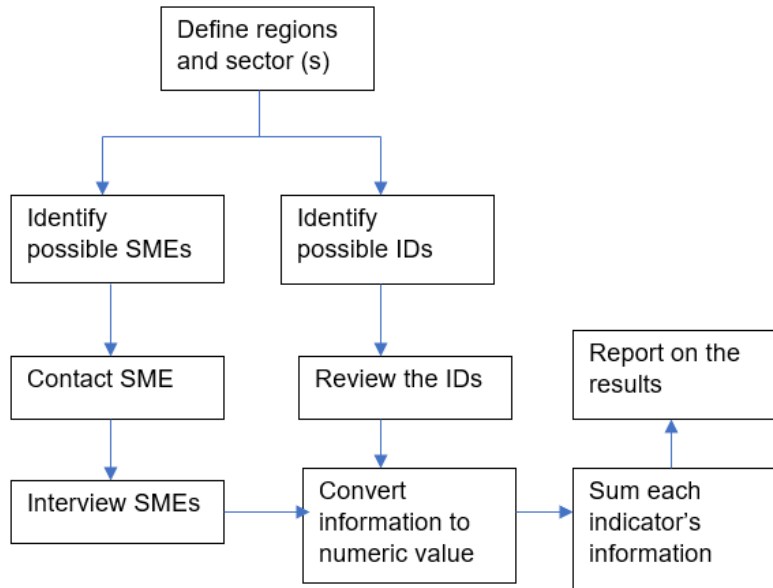 Define regions
and sector (s)
Identify
possible SMEs
Identify
possible IDs
Contact SME
Review the IDs
Report on the
results
Interview SMEs
Convert
information to
numeric value
Sum each
indicator's
information